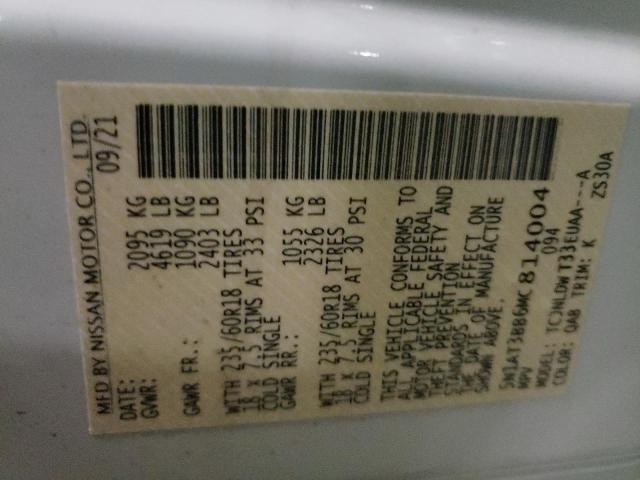 MFD BY NISSAN MOTOR CO., LTD.
DATE: 09/21
GVWR: 2095 KG
4619 LB
GAWR FR.: 1090 KG
2403 LB
WITH 235/60R18 TIRES
18 X 7.5 RIMS AT 33 PSI
COLD SINGLE
GAWR RR.: 1055 KG
2326 LB
WITH 235/60R18 TIRES
18 X 7.5 RIMS AT 30 PSI
COLD SINGLE
THIS VEHICLE CONFORMS TO
ALL APPLICABLE FEDERAL
MOTOR VEHICLE SAFETY AND
THEFT PREVENTION
STANDARDS IN EFFECT ON
THE DATE OF MANUFACTURE
SHOWN ABOVE.
5N1AT3BB6MC814004
MPV 094
MODEL: TCJNLDWT33EUAA---A
COLOR: QAB TRIM: K ZS30A